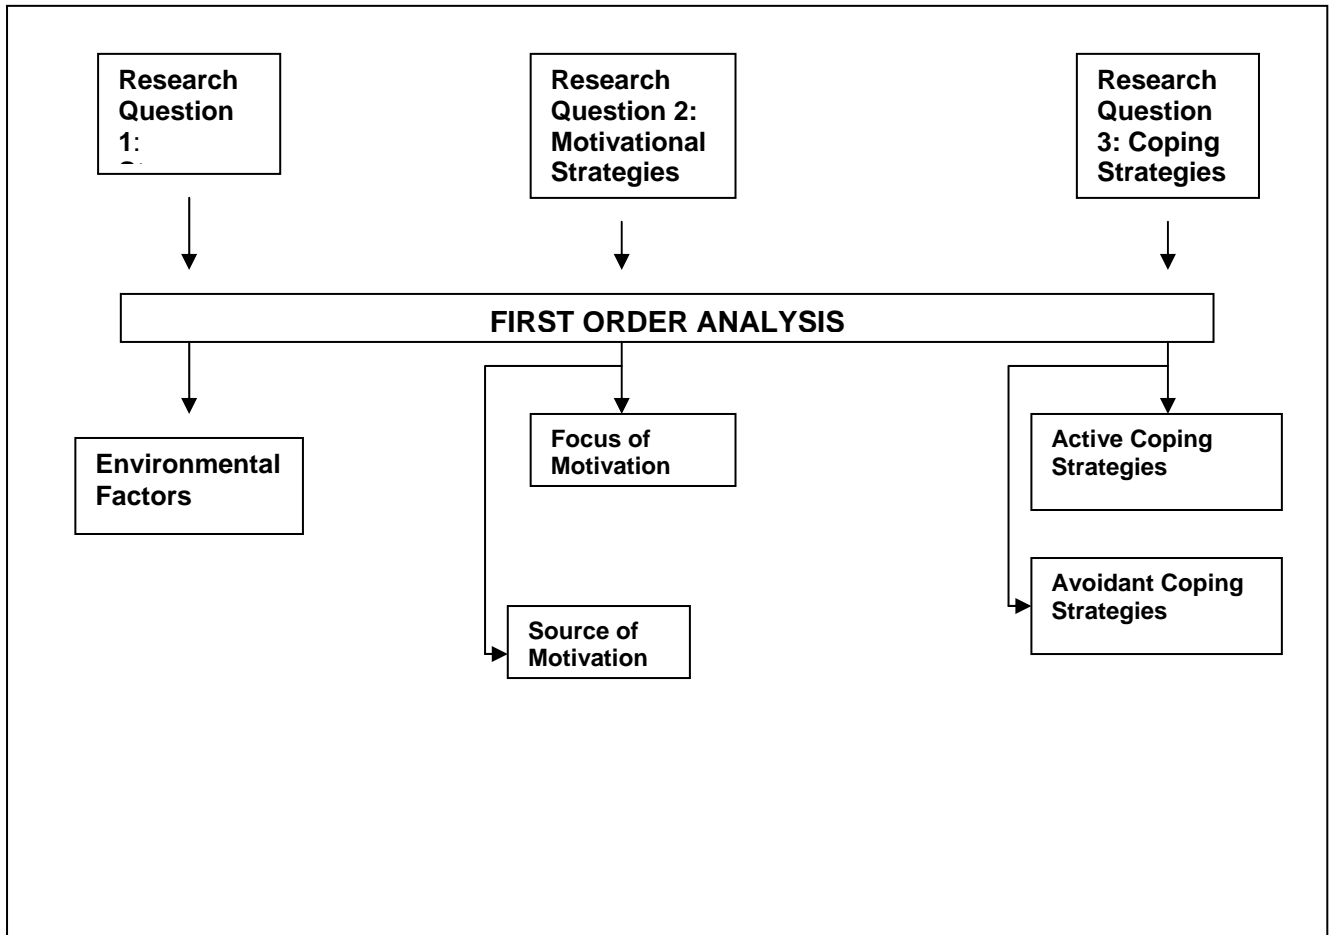 Research
Question
1:
Research
Question 2:
Motivational
Strategies
Research
Question
3: Coping
Strategies
FIRST ORDER ANALYSIS
Environmental
Factors
Focus of
Motivation
Source of
Motivation
Active Coping
Strategies
Avoidant Coping
Strategies